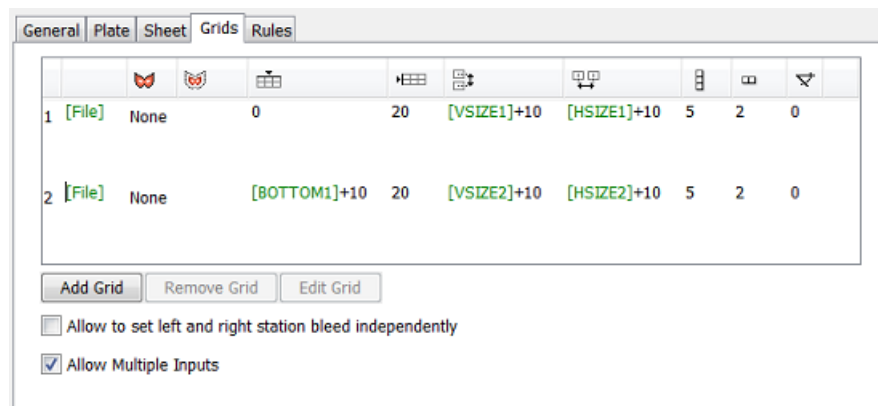 General Plate Sheet Grids Rules
1 [File] None 0 20 [VSIZE1]+10 [HSIZE1]+10 5 2 0
2 [File] None [BOTTOM1]+10 20 [VSIZE2]+10 [HSIZE2]+10 5 2 0
Add Grid Remove Grid Edit Grid
Allow to set left and right station bleed independently
Allow Multiple Inputs